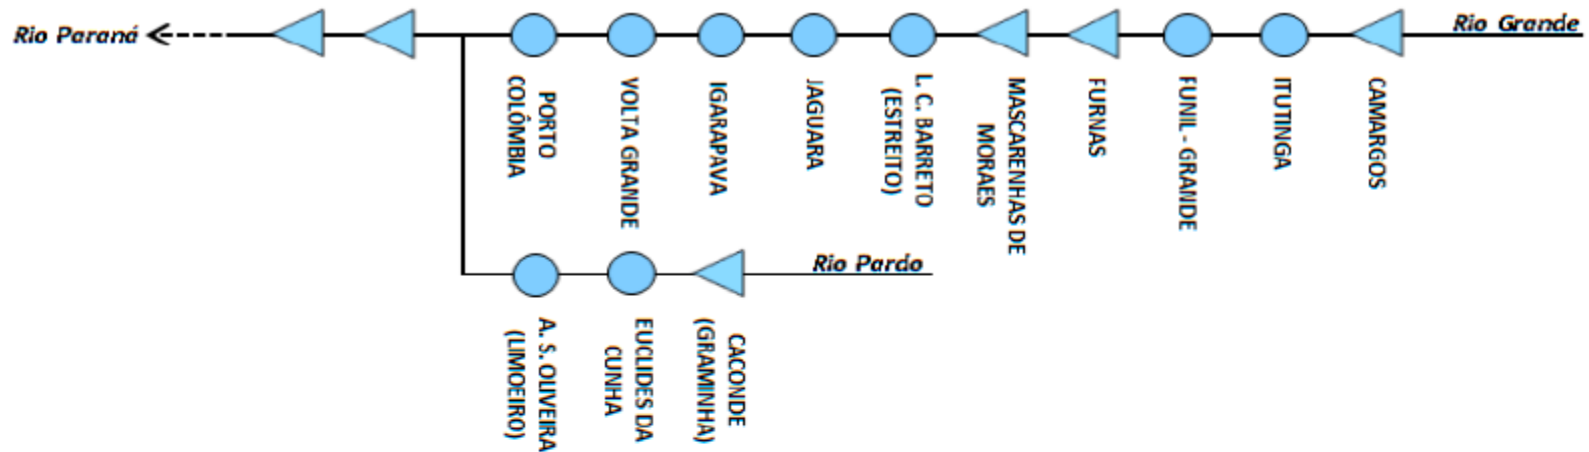 Rio Paraná
Rio Grande
PORTO
COLÔMBIA
VOLTA GRANDE
IGARAPAVA
JAGUARA
L. C. BARRETO
(ESTREITO)
MASCARENHAS DE
MORAES
FURNAS
FUNIL - GRANDE
ITUTINGA
CAMARGOS
Rio Pardo
A. S. OLIVEIRA
(LIMOEIRO)
EUCLIDES DA
CUNHA
CACONDE
(GRAMINHA)